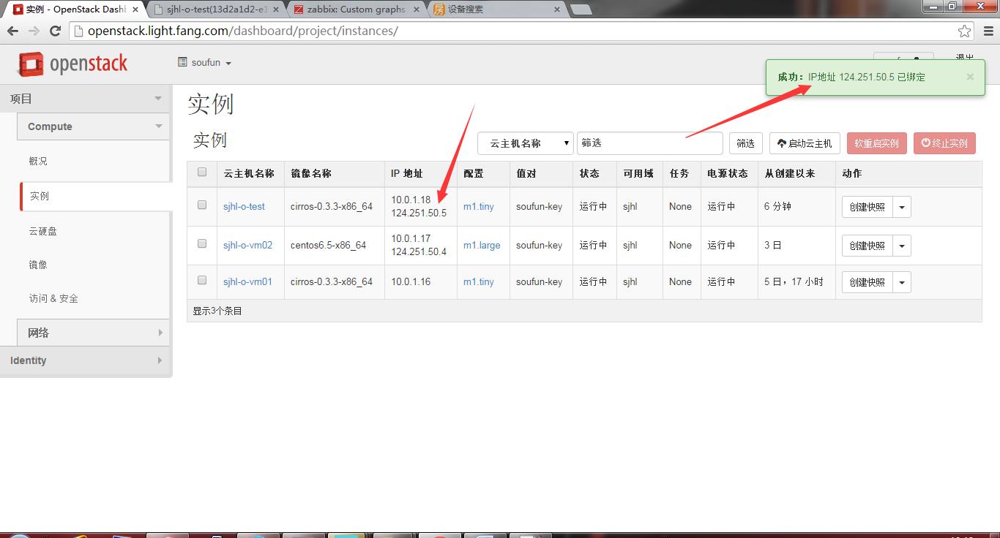 实例 - OpenStack Dashb
sjhl-o-test(13d2a1d2-e1
zabbix: Custom graphs
设备搜索
openstack.light.fang.com/dashboard/project/instances/
openstack
soufun
退出
成功：IP地址 124.251.50.5 已绑定
项目
Compute
概况
实例
云硬盘
镜像
访问 & 安全
网络
Identity
实例
实例
云主机名称 筛选 筛选 启动云主机 软重启实例 终止实例
云主机名称 镜像名称 IP 地址 配置 值对 状态 可用域 任务 电源状态 从创建以来 动作
sjhl-o-test cirros-0.3.3-x86_64 10.0.1.18 124.251.50.5 m1.tiny soufun-key 运行中 sjhl None 运行中 6 分钟 创建快照
sjhl-o-vm02 centos6.5-x86_64 10.0.1.17 124.251.50.4 m1.large soufun-key 运行中 sjhl None 运行中 3 日 创建快照
sjhl-o-vm01 cirros-0.3.3-x86_64 10.0.1.16 m1.tiny soufun-key 运行中 sjhl None 运行中 5 日，17 小时 创建快照
显示3个条目